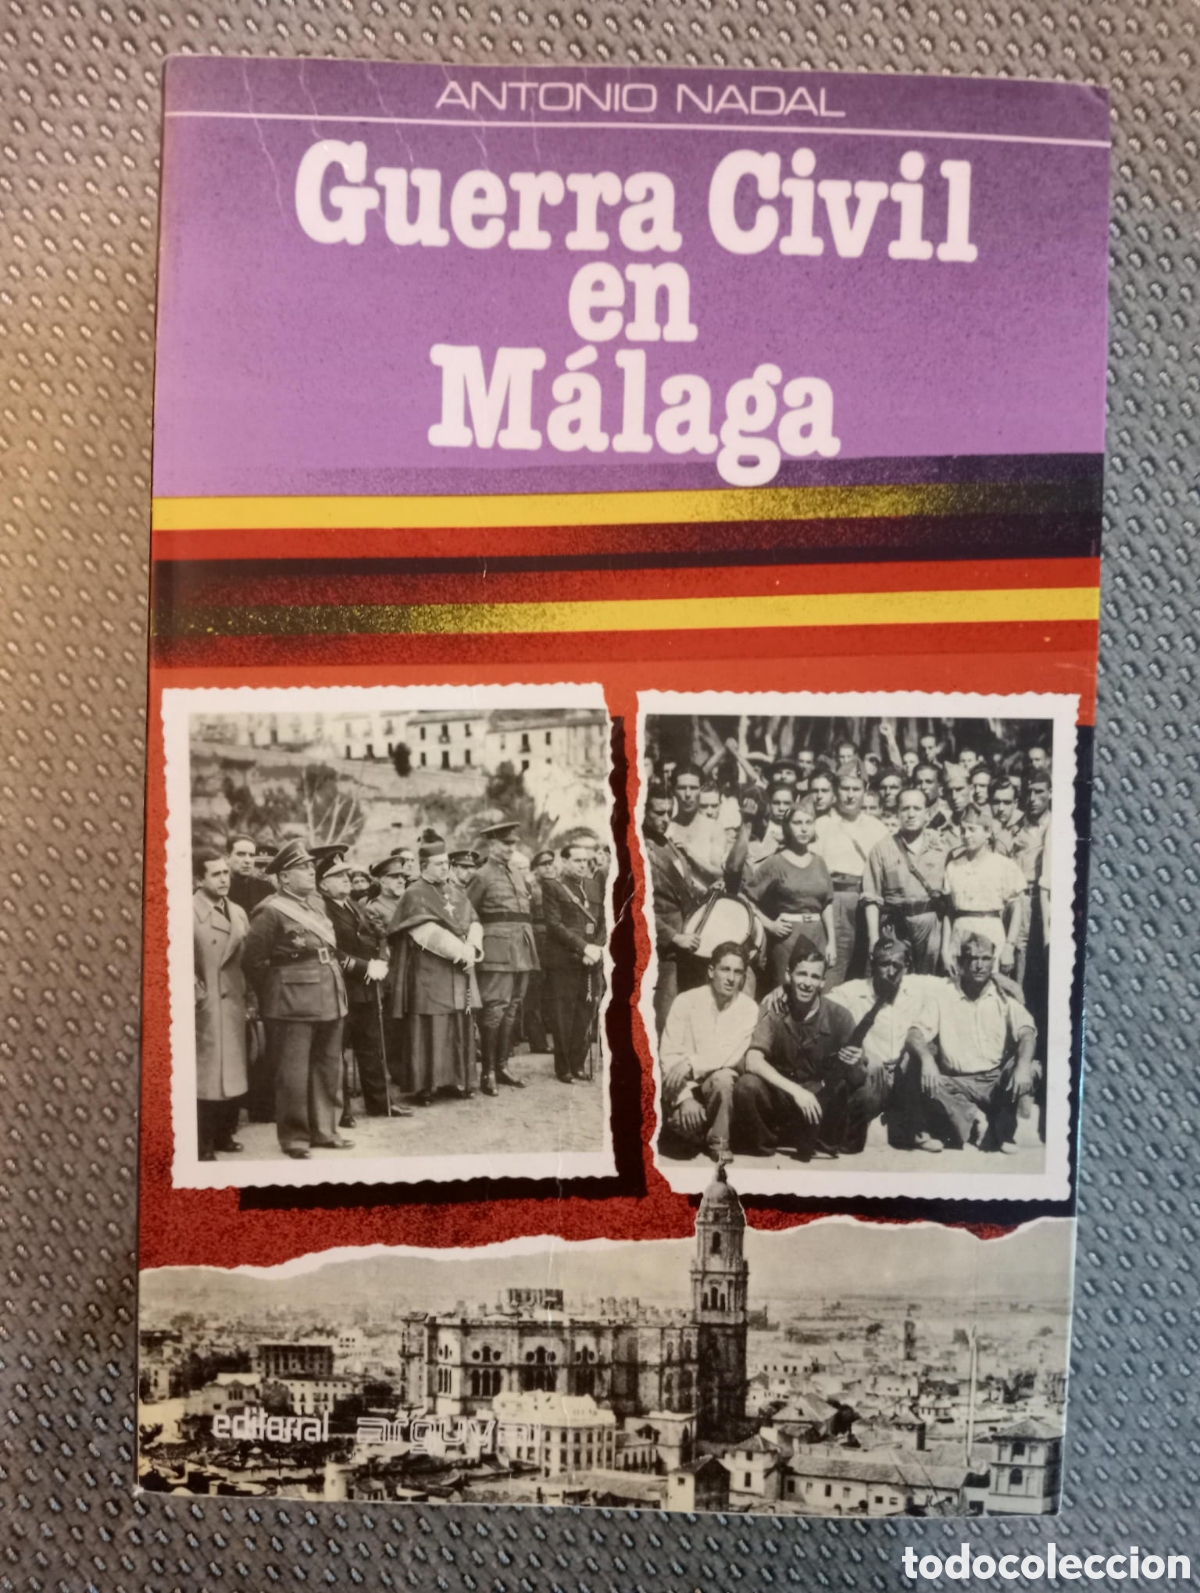 ANTONIO NADAL
Guerra Civil
en
Málaga
editorial arguval
todocoleccion